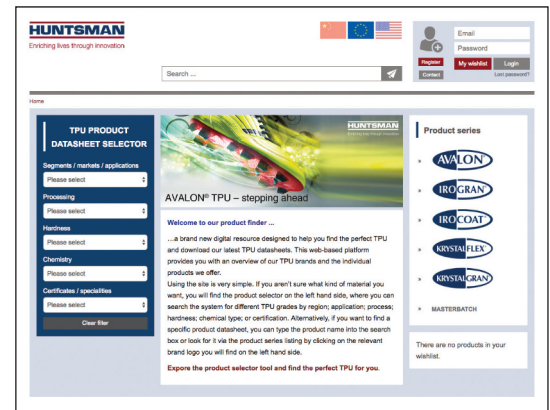 HUNTSMAN
Enriching lives through innovation
Search ...
Email
Password
Register
My wishlist
Login
Contact
Lost password?
Home
TPU PRODUCT
DATASHEET SELECTOR
Segments / markets / applications
Please select
Processing
Please select
Hardness
Please select
Chemistry
Please select
Certificates / specialities
Please select
Clear filter
HUNTSMAN
AVALON® TPU – stepping ahead
Welcome to our product finder ...
…a brand new digital resource designed to help you find the perfect TPU
and download our latest TPU datasheets. This web-based platform
provides you with an overview of our TPU brands and the individual
products we offer.
Using the site is very simple. If you aren't sure what kind of material you
want, you will find the product selector on the left hand side, where you can
search the system for different TPU grades by region; application; process;
hardness; chemical type; or certification. Alternatively, if you want to find a
specific product datasheet, you can type the product name into the search
box or look for it via the product series listing by clicking on the relevant
brand logo you will find on the left hand side.
Expore the product selector tool and find the perfect TPU for you.
Product series
AVALON®
IROGRAN®
IROCOAT®
KRYSTALFLEX®
KRYSTALGRAN®
MASTERBATCH
There are no products in your
wishlist.